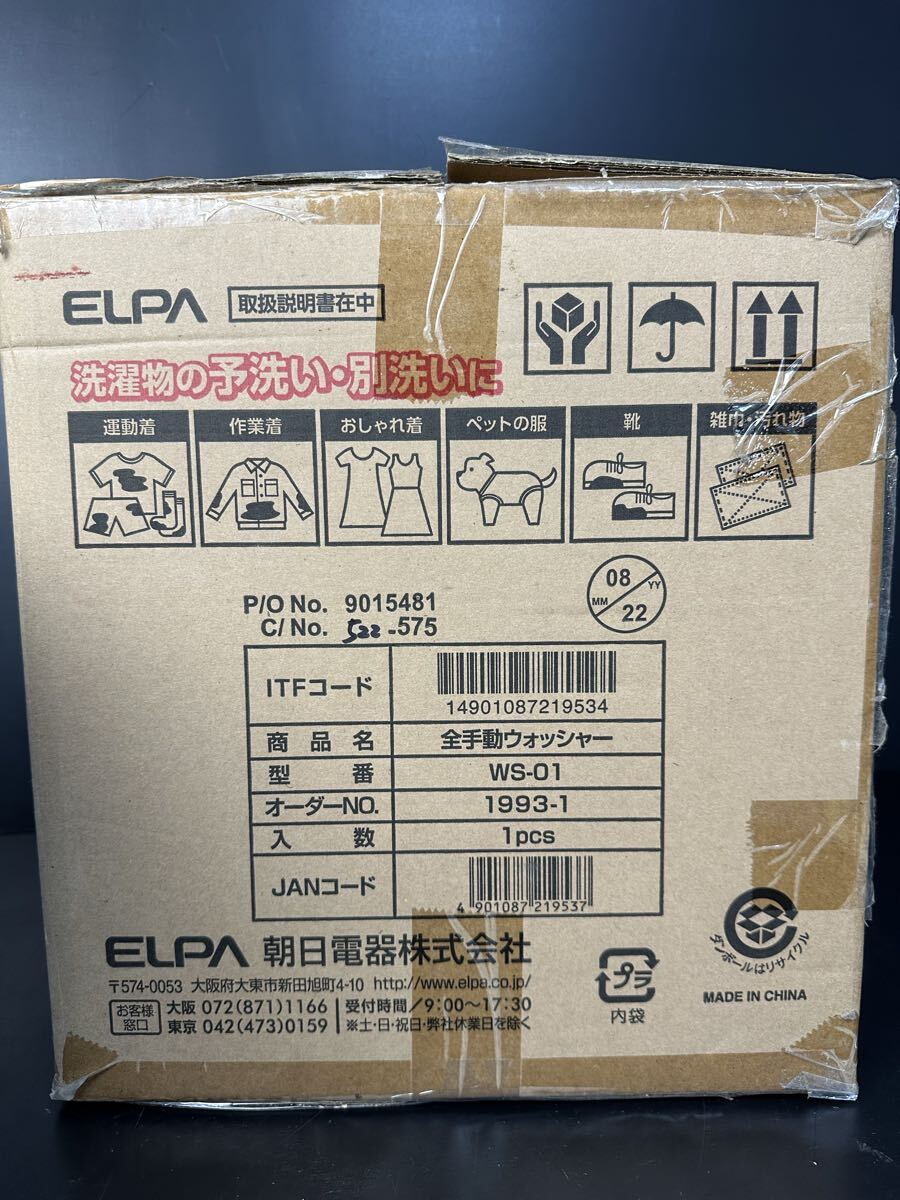 ELPA 取扱説明書在中
洗濯物の予洗い・別洗いに
運動着 作業着 おしゃれ着 ペットの服 靴 雑巾・汚れ物
08 MM YY 22
P/O No. 9015481
C/ No. 522-575
ITFコード 14901087219534
商品名 全手動ウォッシャー
型番 WS-01
オーダーNO. 1993-1
入数 1pcs
JANコード 4 901087 219537
ELPA 朝日電器株式会社
〒574-0053 大阪府大東市新田旭町4-10 http://www.elpa.co.jp/
お客様窓口 大阪 072(871)1166 受付時間/9:00~17:30
東京 042(473)0159 ※土・日・祝日・弊社休業日を除く
プラ
内袋
ダンボールはリサイクル
MADE IN CHINA